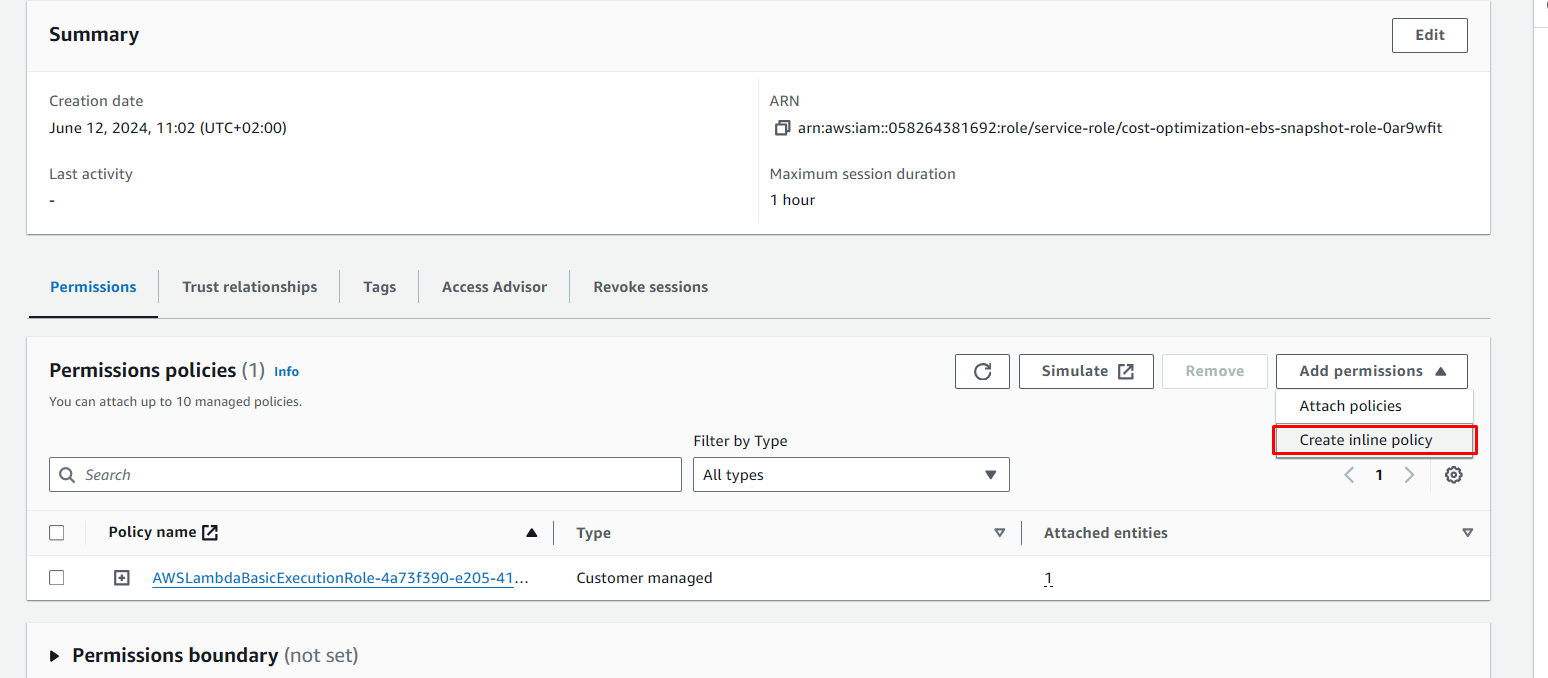 Summary
Edit
Creation date
June 12, 2024, 11:02 (UTC+02:00)
ARN
arn:aws:iam::058264381692:role/service-role/cost-optimization-ebs-snapshot-role-0ar9wfit
Last activity
-
Maximum session duration
1 hour
Permissions
Trust relationships
Tags
Access Advisor
Revoke sessions
Permissions policies (1) Info
Simulate
Remove
Add permissions
You can attach up to 10 managed policies.
Attach policies
Create inline policy
Filter by Type
Search
All types
1
Policy name
Type
Attached entities
AWSLambdaBasicExecutionRole-4a73f390-e205-41...
Customer managed
1
Permissions boundary (not set)